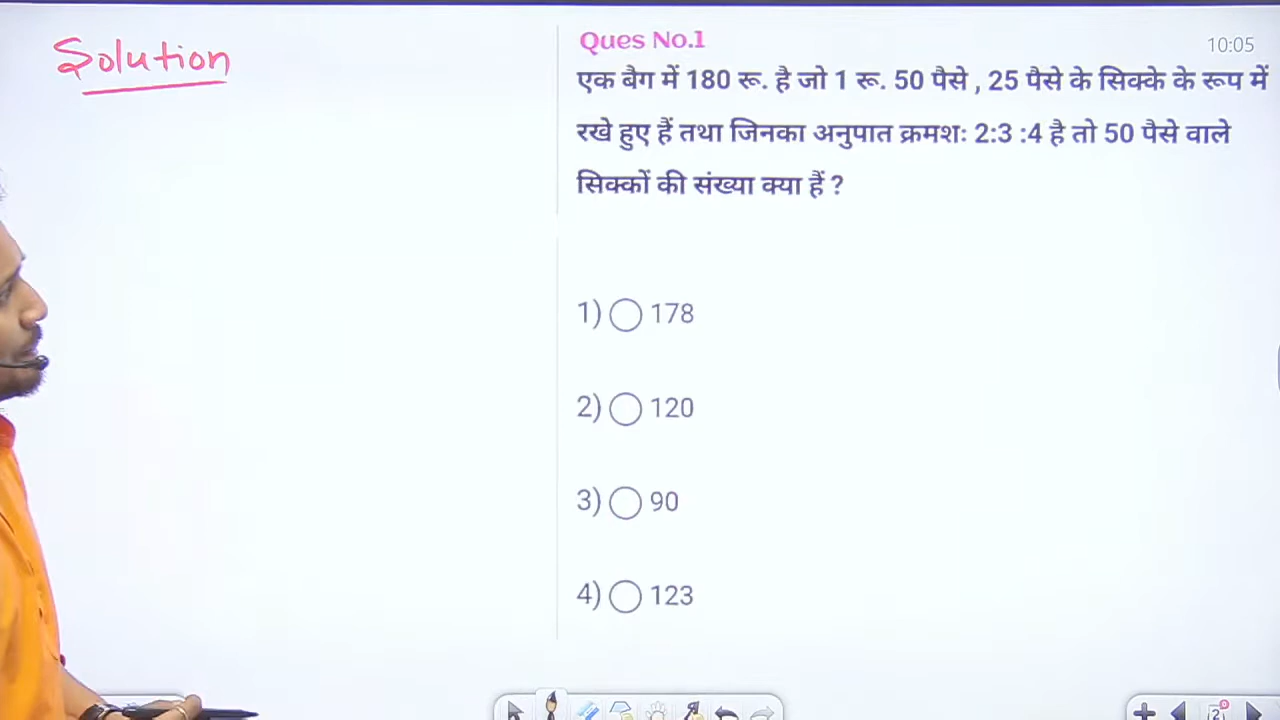 Solution
Ques No.1
10:05
एक बैग में 180 रू. है जो 1 रू. 50 पैसे , 25 पैसे के सिक्के के रूप में
रखे हुए हैं तथा जिनका अनुपात क्रमशः 2:3 :4 है तो 50 पैसे वाले
सिक्कों की संख्या क्या हैं ?
1) 178
2) 120
3) 90
4) 123
2